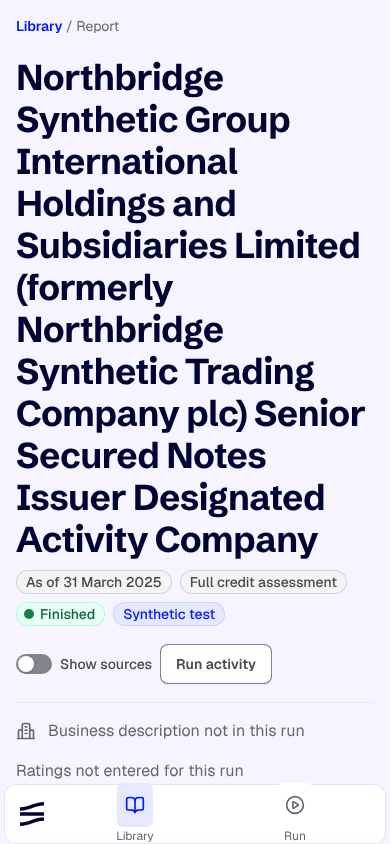 Library / Report
Northbridge
Synthetic Group
International
Holdings and
Subsidiaries Limited
(formerly
Northbridge
Synthetic Trading
Company plc) Senior
Secured Notes
Issuer Designated
Activity Company
As of 31 March 2025 Full credit assessment
Finished Synthetic test
Show sources Run activity
Business description not in this run
Ratings not entered for this run
Library Run